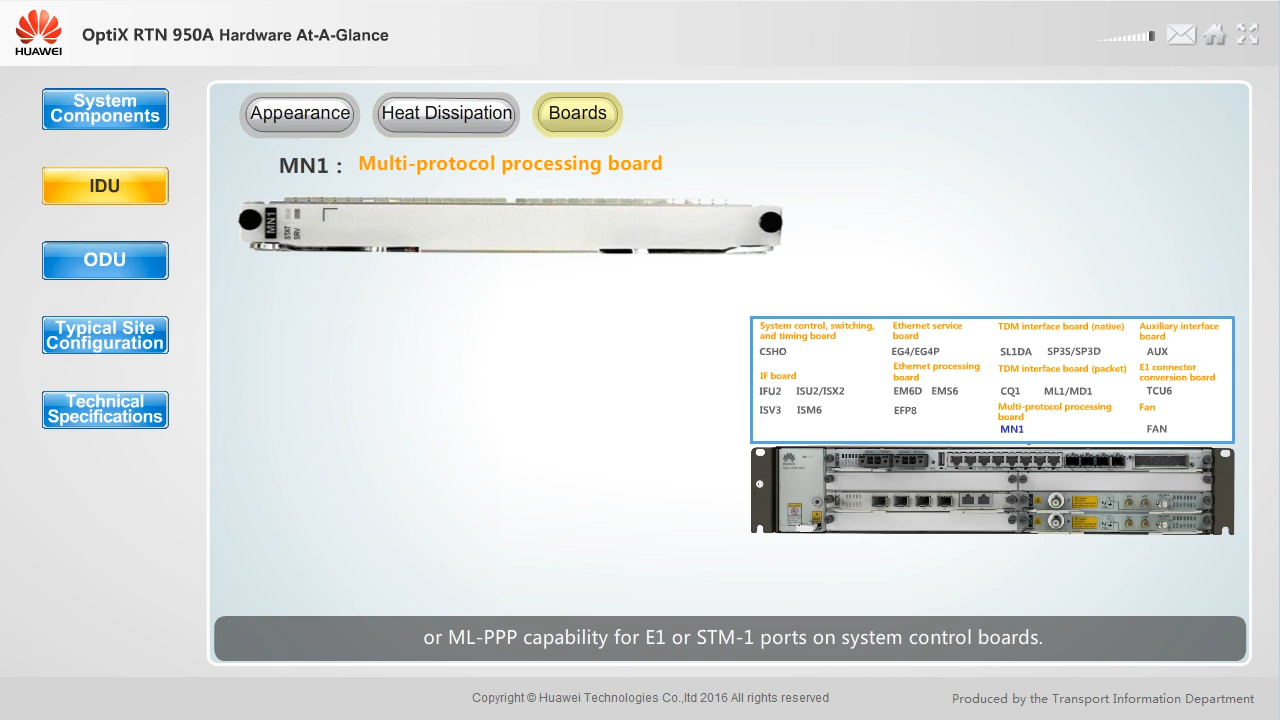 HUAWEI
OptiX RTN 950A Hardware At-A-Glance
System
Components
IDU
ODU
Typical Site
Configuration
Technical
Specifications
Appearance
Heat Dissipation
Boards
MN1 : Multi-protocol processing board
MN1
STAT
SRV
System control, switching,
and timing board
CSHO
IF board
IFU2 ISU2/ISX2
ISV3 ISM6
Ethernet service
board
EG4/EG4P
Ethernet processing
board
EM6D EMS6
EFP8
TDM interface board (native)
SL1DA SP3S/SP3D
TDM interface board (packet)
CQ1 ML1/MD1
Multi-protocol processing
board
MN1
Auxiliary interface
board
AUX
E1 connector
conversion board
TCU6
Fan
FAN
or ML-PPP capability for E1 or STM-1 ports on system control boards.
Copyright © Huawei Technologies Co.,ltd 2016 All rights reserved
Produced by the Transport Information Department